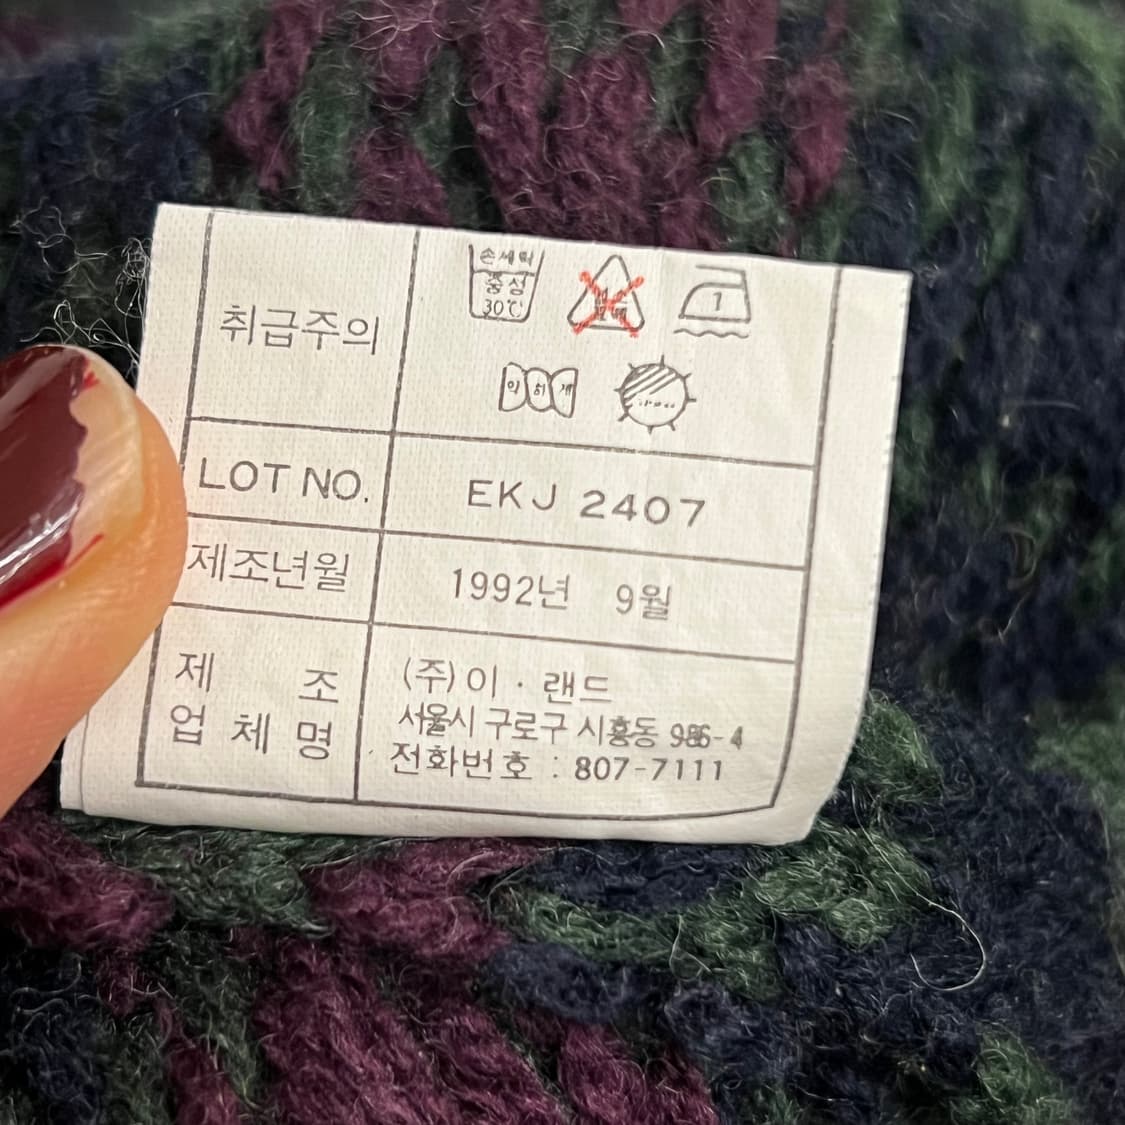 취급주의
손세탁
중성
30℃
1
LOT NO.
EKJ 2407
제조년월
1992년 9월
제 조
업 체 명
(주)이·랜드
서울시 구로구 시흥동 986-4
전화번호 : 807-7111